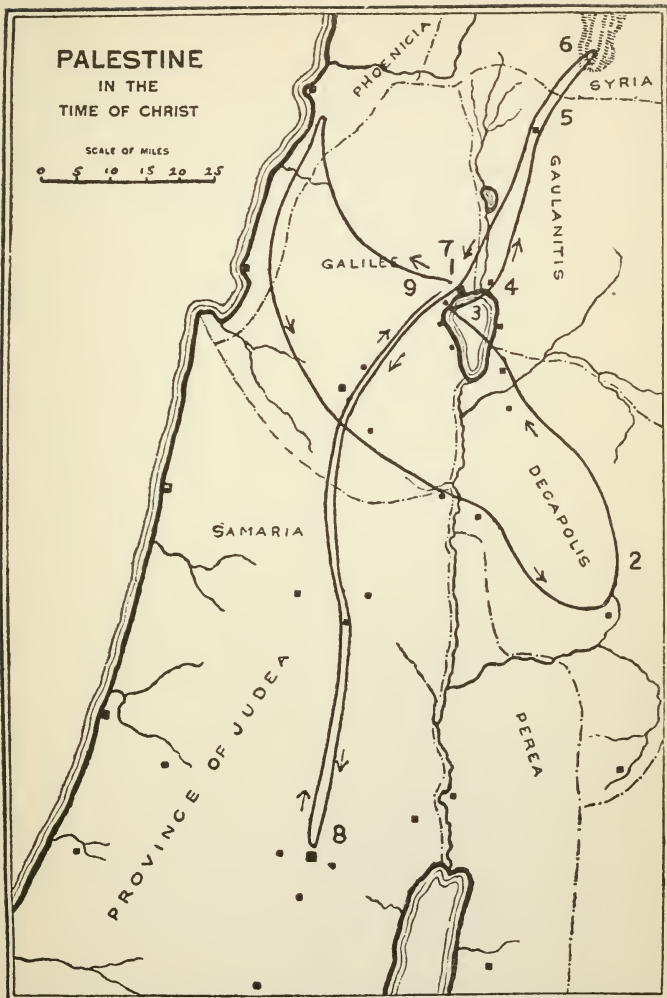 PALESTINE
IN THE
TIME OF CHRIST
SCALE OF MILES
0 5 10 15 20 25
PHOENICIA
6
SYRIA
5
GAULANITIS
7
1
GALILEE
9
4
3
DECAPOLIS
SAMARIA
2
PROVINCE OF JUDEA
PEREA
8